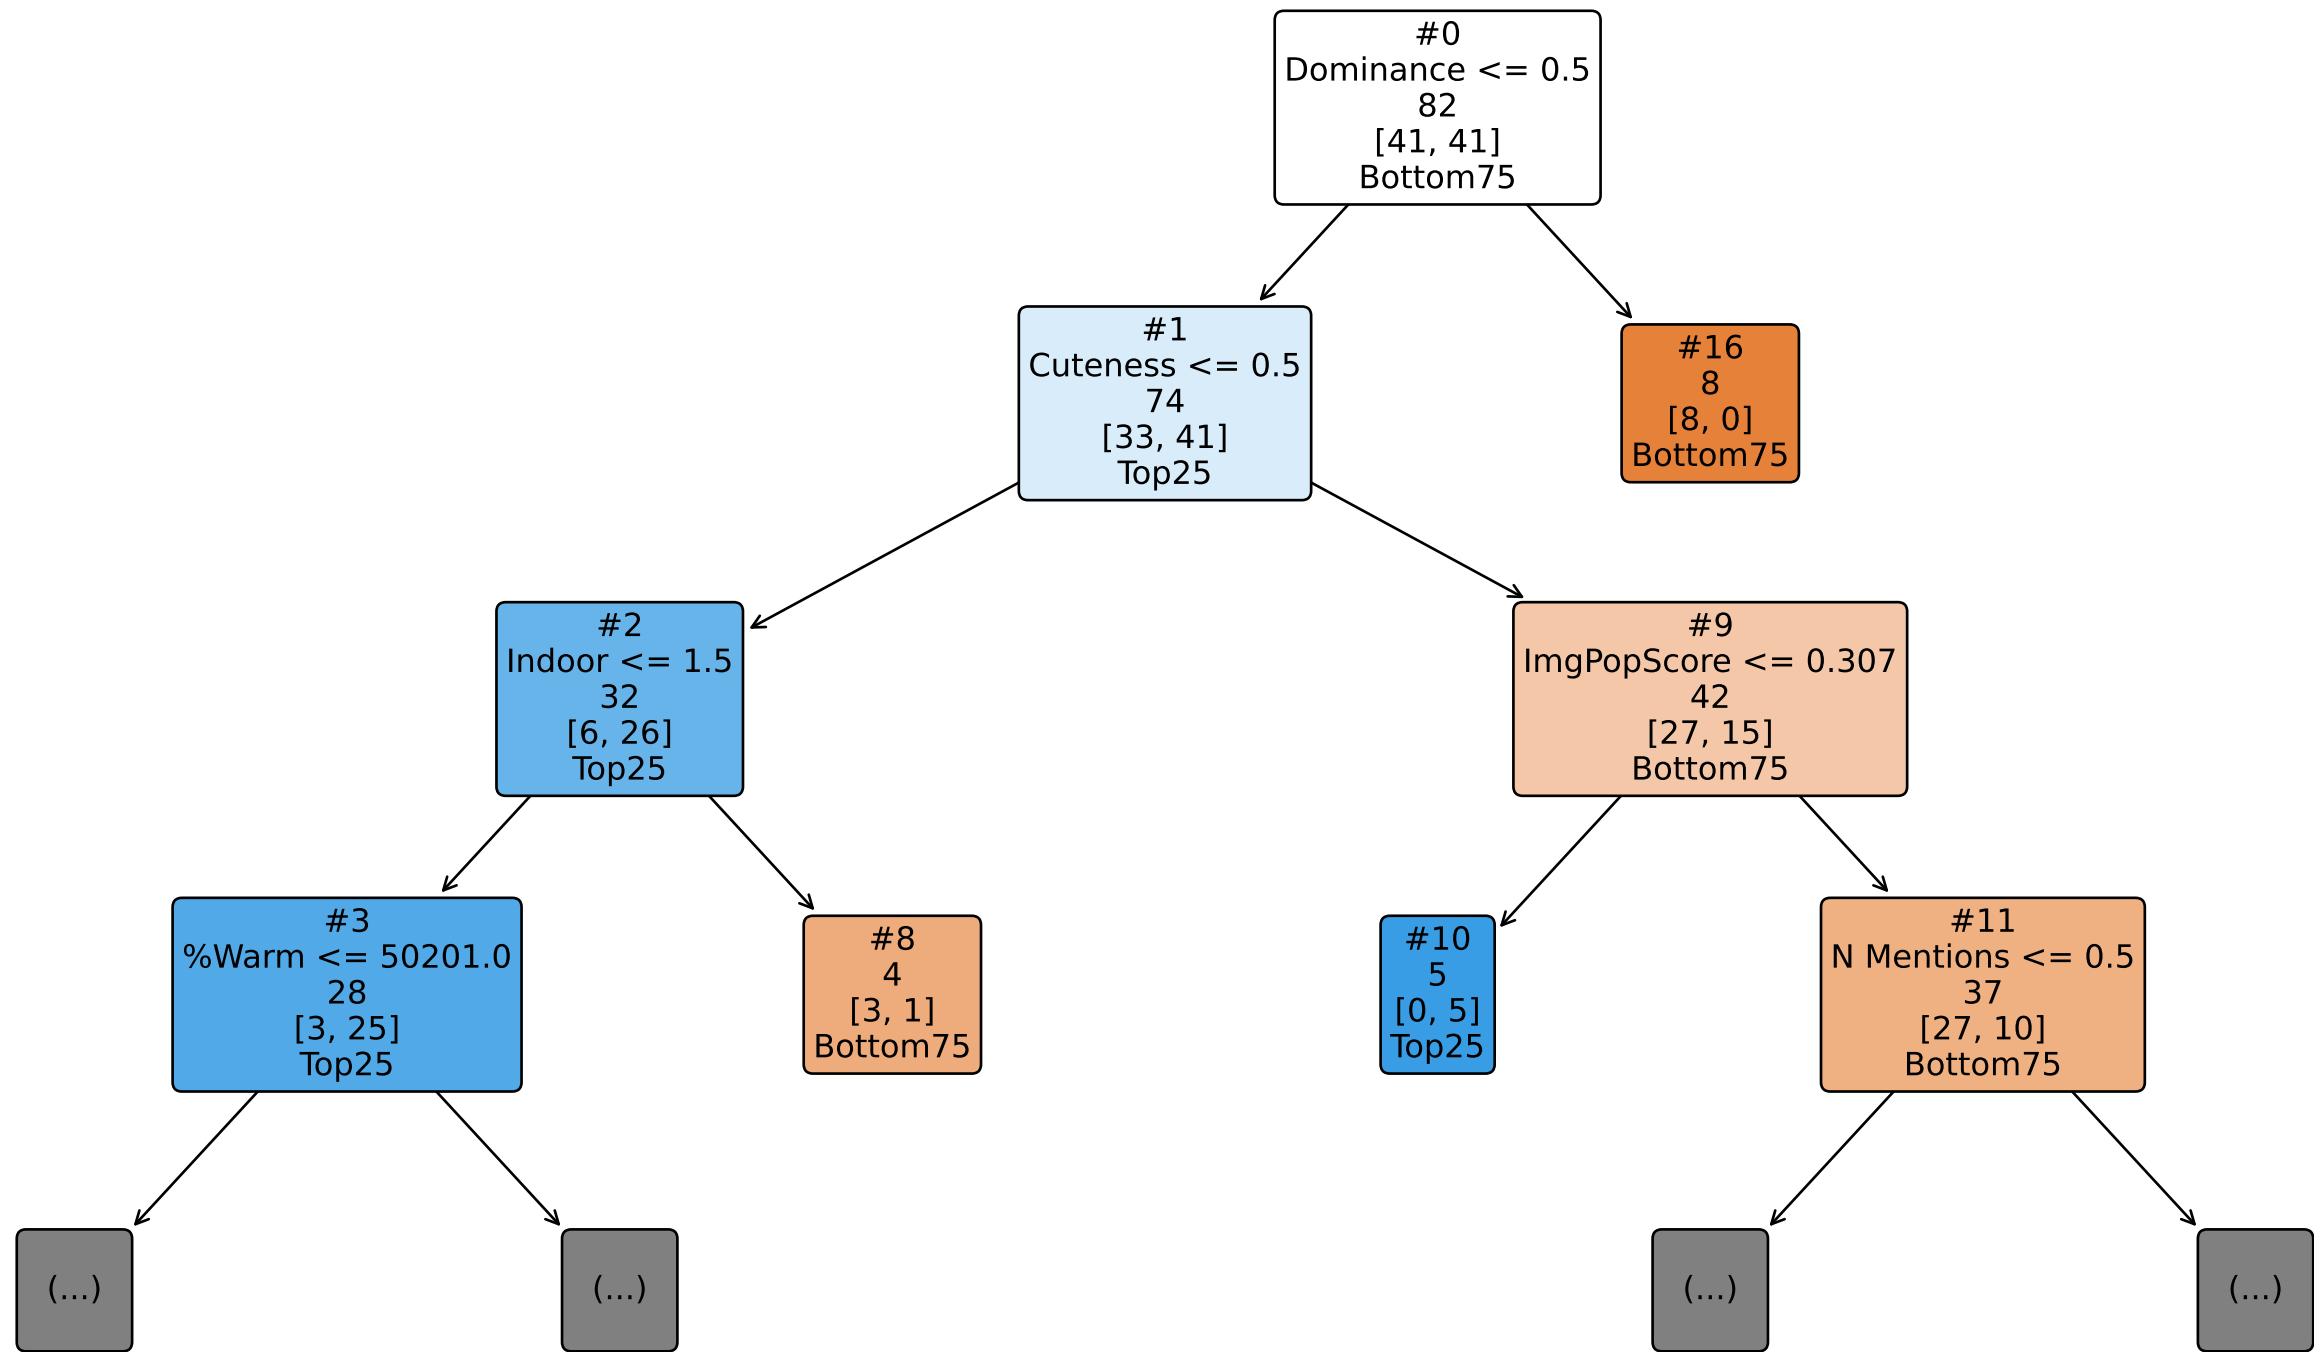 #0
Dominance <= 0.5
82
[41, 41]
Bottom75
#1
Cuteness <= 0.5
74
[33, 41]
Top25
#16
8
[8, 0]
Bottom75
#2
Indoor <= 1.5
32
[6, 26]
Top25
#9
ImgPopScore <= 0.307
42
[27, 15]
Bottom75
#3
%Warm <= 50201.0
28
[3, 25]
Top25
#8
4
[3, 1]
Bottom75
#10
5
[0, 5]
Top25
#11
N Mentions <= 0.5
37
[27, 10]
Bottom75
(...)
(...)
(...)
(...)